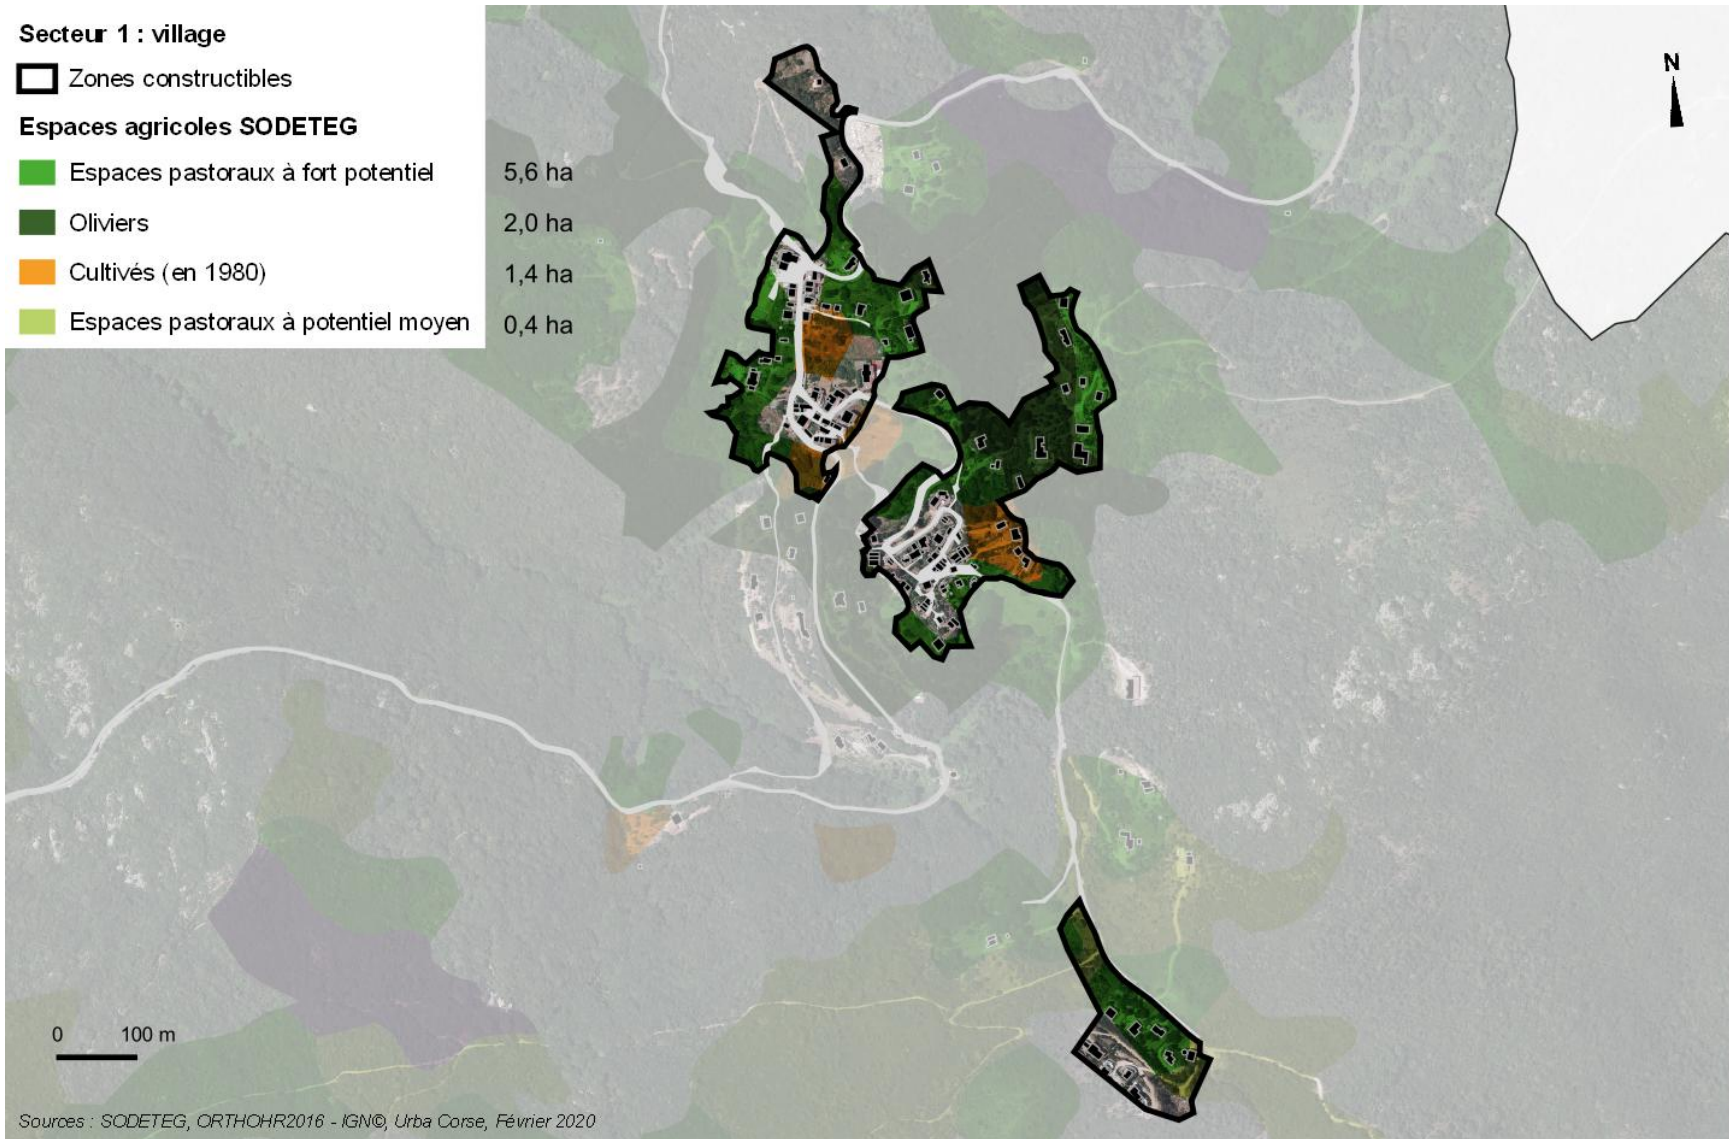 Secteur 1 : village
Zones constructibles
Espaces agricoles SODETEG
Espaces pastoraux à fort potentiel 5,6 ha
Oliviers 2,0 ha
Cultivés (en 1980) 1,4 ha
Espaces pastoraux à potentiel moyen 0,4 ha
N
0 100 m
Sources : SODETEG, ORTHOHR2016 - IGN©, Urba Corse, Février 2020